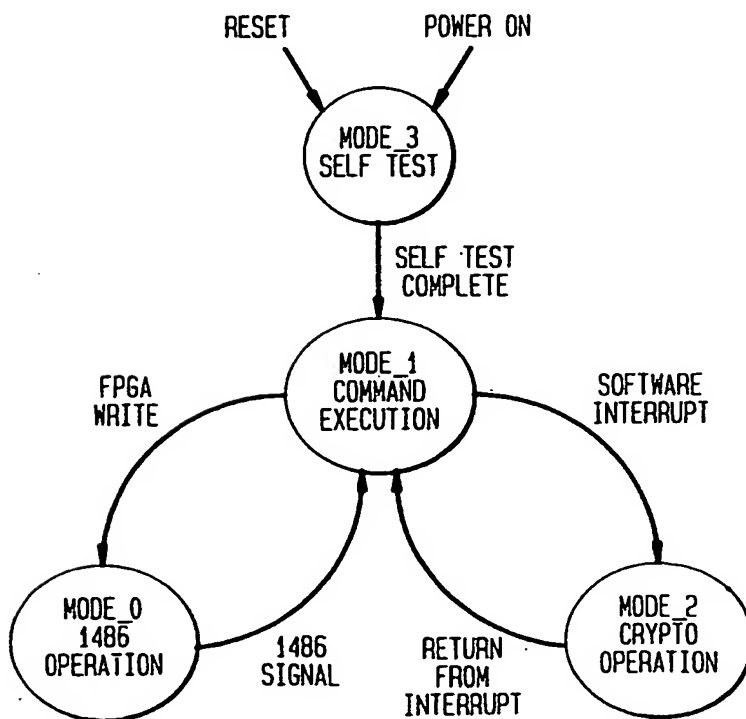 RESET
POWER ON
MODE_3
SELF TEST
SELF TEST
COMPLETE
MODE_1
COMMAND
EXECUTION
FPGA
WRITE
SOFTWARE
INTERRUPT
MODE_0
1486
OPERATION
1486
SIGNAL
RETURN
FROM
INTERRUPT
MODE_2
CRYPTO
OPERATION